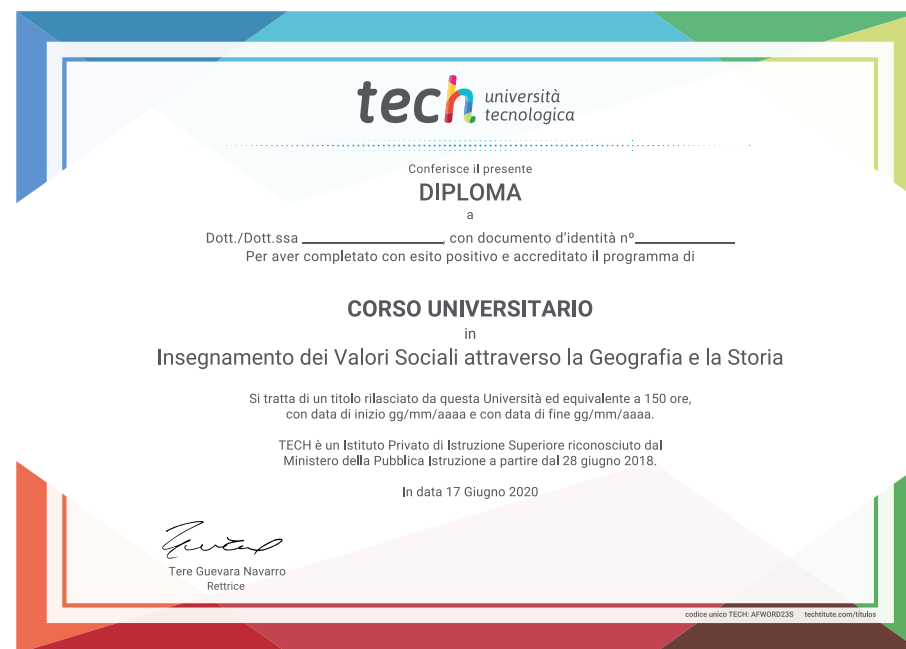 tech università
tecnologica
Conferisce il presente
DIPLOMA
a
Dott./Dott.ssa ____________________, con documento d'identità nº______________
Per aver completato con esito positivo e accreditato il programma di
CORSO UNIVERSITARIO
in
Insegnamento dei Valori Sociali attraverso la Geografia e la Storia
Si tratta di un titolo rilasciato da questa Università ed equivalente a 150 ore,
con data di inizio gg/mm/aaaa e con data di fine gg/mm/aaaa.
TECH è un Istituto Privato di Istruzione Superiore riconosciuto dal
Ministero della Pubblica Istruzione a partire dal 28 giugno 2018.
In data 17 Giugno 2020
Tere Guevara Navarro
Rettrice
codice unico TECH: AFWORD23S techtitute.com/titulos